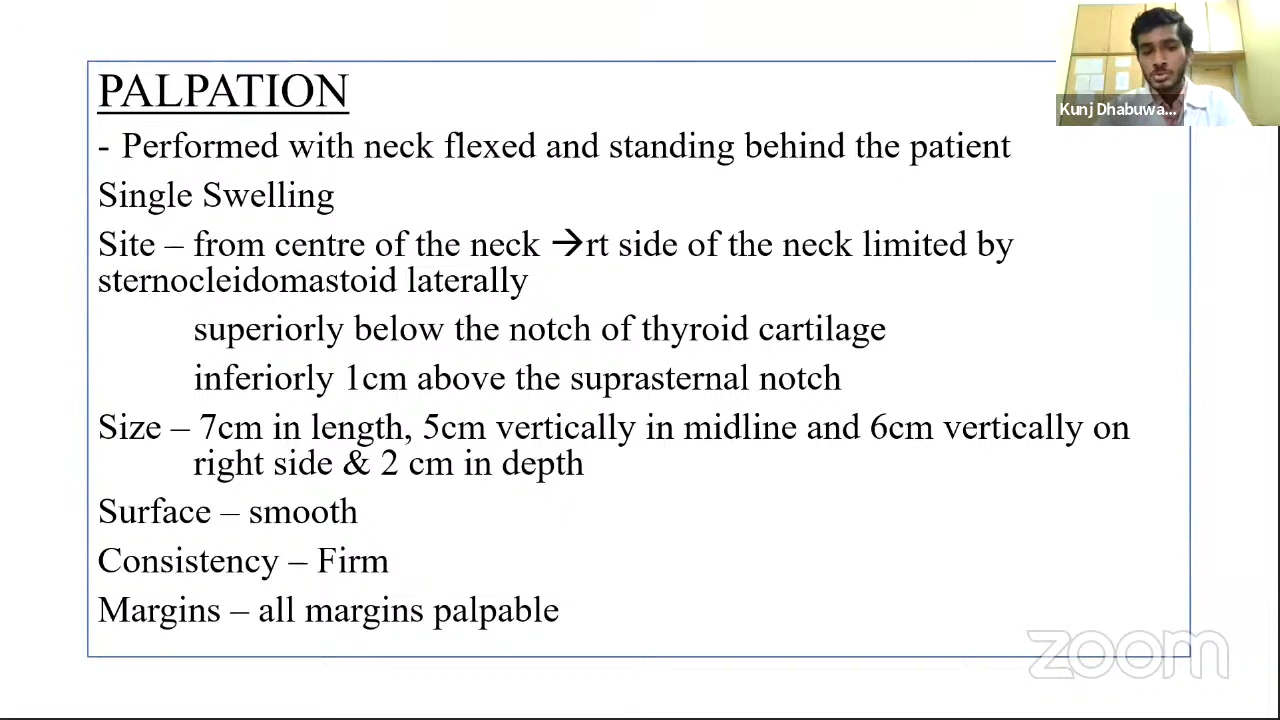 PALPATION
- Performed with neck flexed and standing behind the patient
Single Swelling
Site – from centre of the neck →rt side of the neck limited by
sternocleidomastoid laterally
superiorly below the notch of thyroid cartilage
inferiorly 1cm above the suprasternal notch
Size – 7cm in length, 5cm vertically in midline and 6cm vertically on
right side & 2 cm in depth
Surface – smooth
Consistency – Firm
Margins – all margins palpable
Kunj Dhabuwa...
zoom